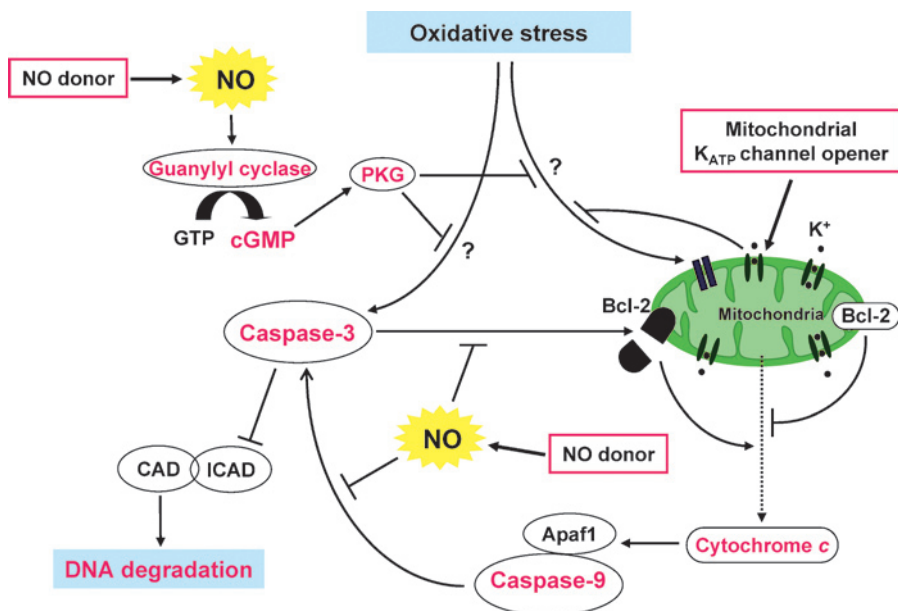 Oxidative stress
NO donor
NO
Mitochondrial
K_ATP channel opener
Guanylyl cyclase
PKG
?
GTP
cGMP
?
K+
Bcl-2
Mitochondria
Bcl-2
Caspase-3
NO
NO donor
CAD
ICAD
Apaf1
Cytochrome c
DNA degradation
Caspase-9